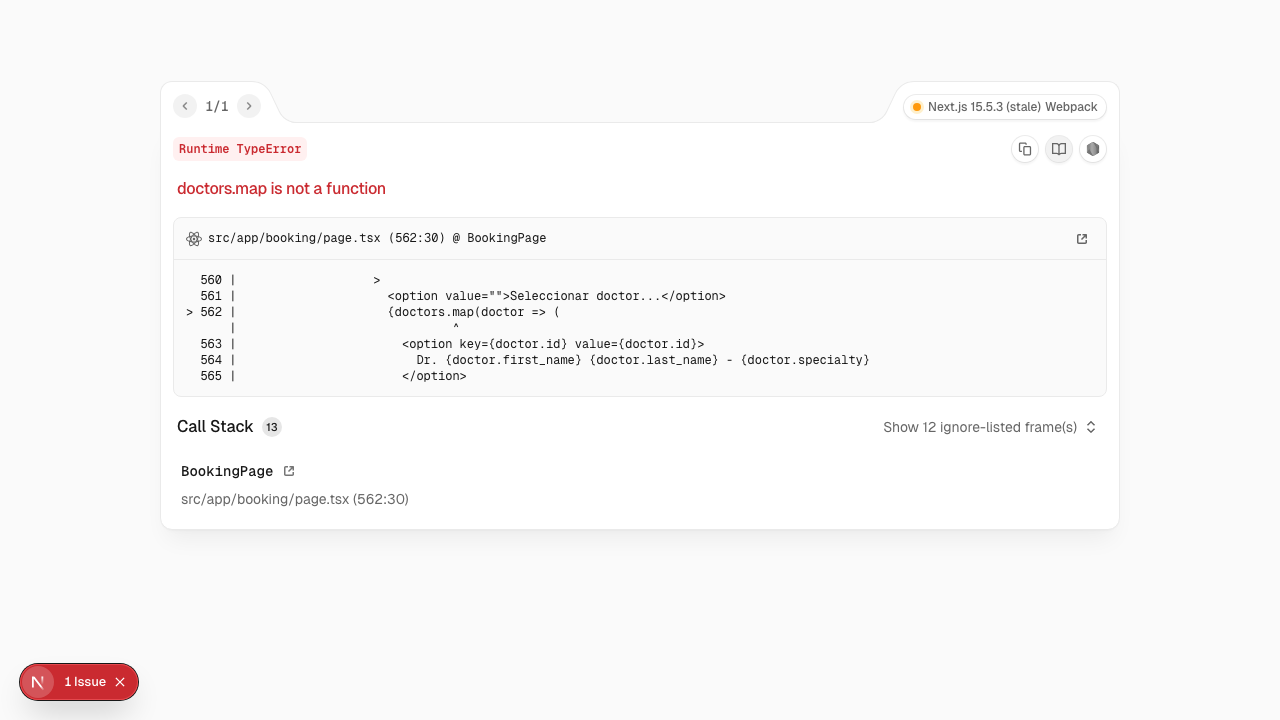 1/1
Next.js 15.5.3 (stale) Webpack
Runtime TypeError
doctors.map is not a function
src/app/booking/page.tsx (562:30) @ BookingPage
  560 |                   >
  561 |                     <option value="">Seleccionar doctor...</option>
> 562 |                     {doctors.map(doctor => (
      |                              ^
  563 |                       <option key={doctor.id} value={doctor.id}>
  564 |                         Dr. {doctor.first_name} {doctor.last_name} - {doctor.specialty}
  565 |                       </option>
Call Stack 13
Show 12 ignore-listed frame(s)
BookingPage
src/app/booking/page.tsx (562:30)
N 1 Issue